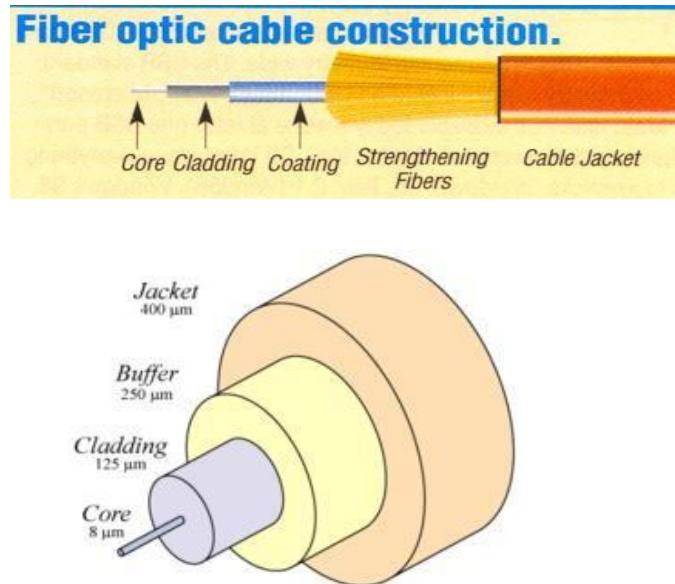 Fiber optic cable construction.
Core Cladding Coating Strengthening Fibers Cable Jacket
Jacket
400 µm
Buffer
250 µm
Cladding
125 µm
Core
8 µm